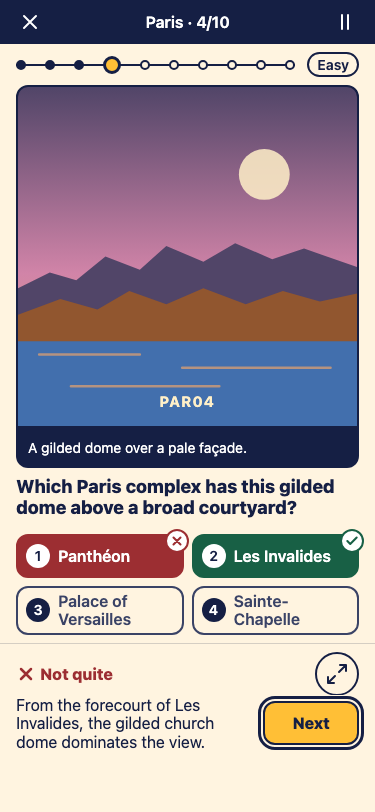 Paris · 4/10
Easy
PAR04
A gilded dome over a pale façade.
Which Paris complex has this gilded
dome above a broad courtyard?
1 Panthéon
2 Les Invalides
3 Palace of
Versailles
4 Sainte-
Chapelle
Not quite
From the forecourt of Les
Invalides, the gilded church
dome dominates the view.
Next